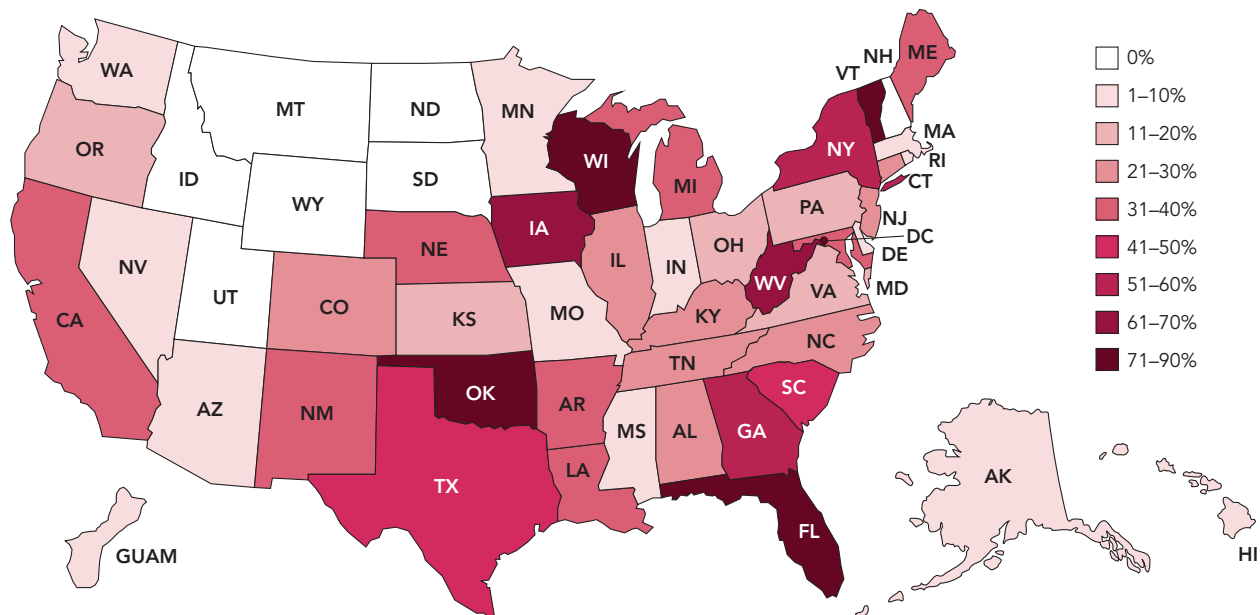 WA
MT
ND
MN
OR
ID
SD
WY
WI
MI
NY
VT
NH
ME
MA
RI
CT
NJ
DC
DE
MD
PA
IA
NE
IL
IN
OH
WV
VA
NV
UT
CO
KS
MO
KY
CA
NC
TN
SC
AZ
NM
OK
AR
MS
AL
GA
TX
LA
FL
GUAM
AK
HI
0%
1–10%
11–20%
21–30%
31–40%
41–50%
51–60%
61–70%
71–90%